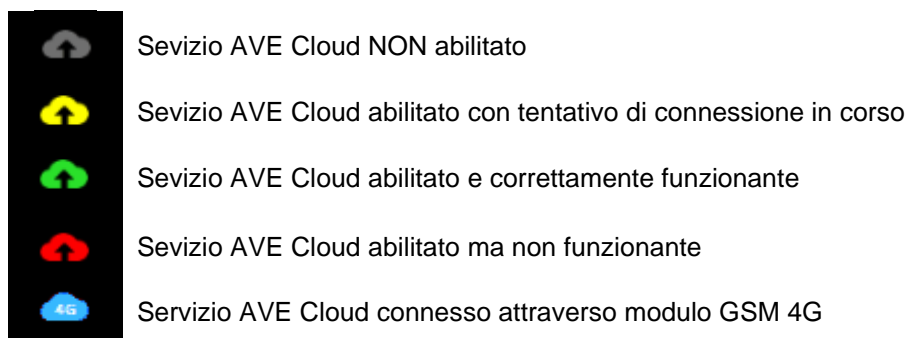 Sevizio AVE Cloud NON abilitato
Sevizio AVE Cloud abilitato con tentativo di connessione in corso
Sevizio AVE Cloud abilitato e correttamente funzionante
Sevizio AVE Cloud abilitato ma non funzionante
4G Servizio AVE Cloud connesso attraverso modulo GSM 4G